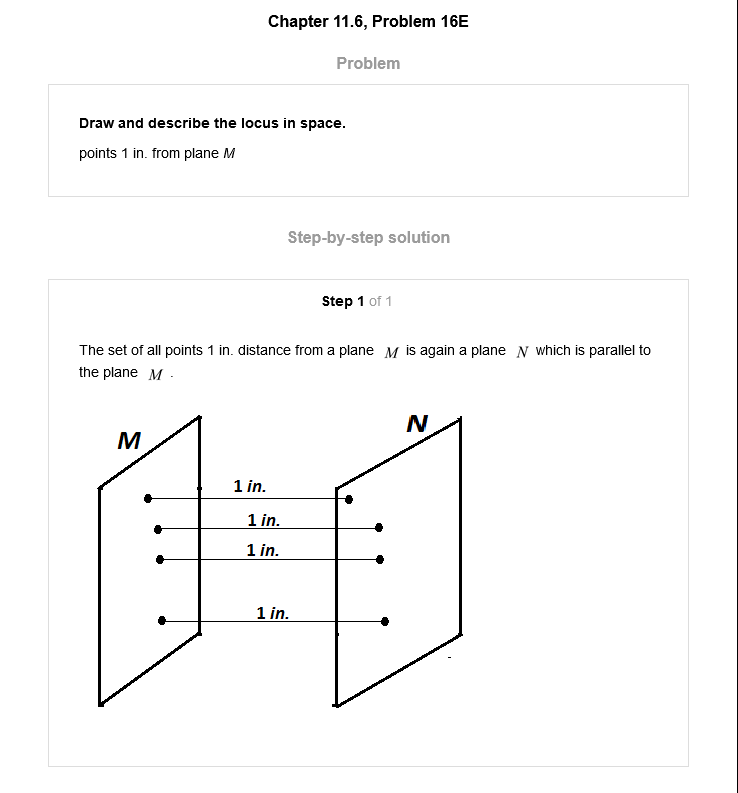 Chapter 11.6, Problem 16E
Problem
Draw and describe the locus in space.
points 1 in. from plane M
Step-by-step solution
Step 1 of 1
The set of all points 1 in. distance from a plane M is again a plane N which is parallel to
the plane M .
M
N
1 in.
1 in.
1 in.
1 in.